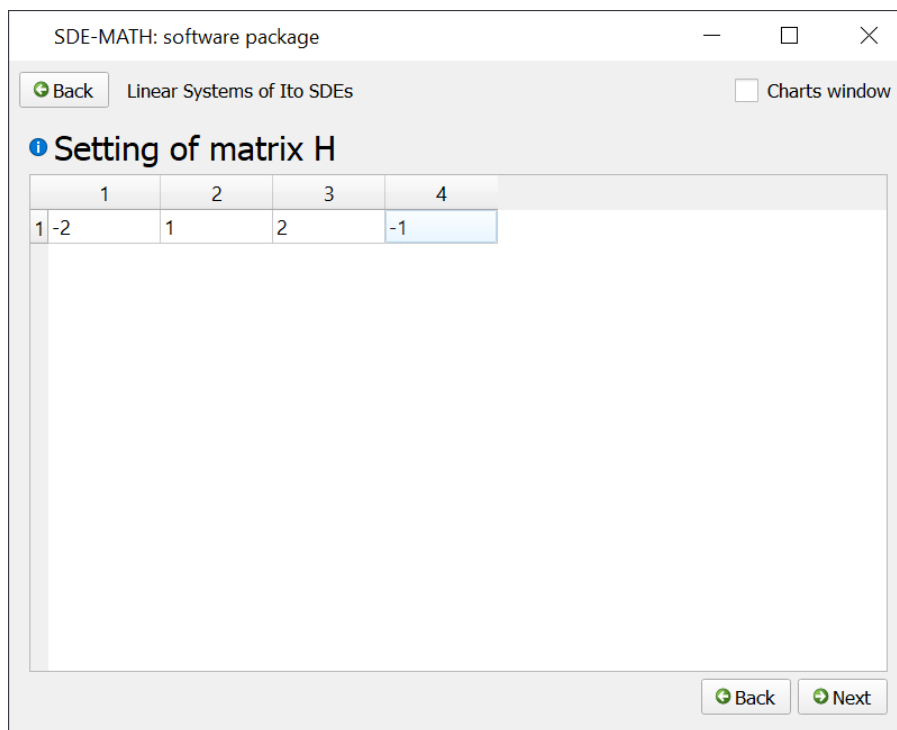 SDE-MATH: software package
Back Linear Systems of Ito SDEs Charts window
Setting of matrix H
1 2 3 4
1 -2 1 2 -1
Back Next